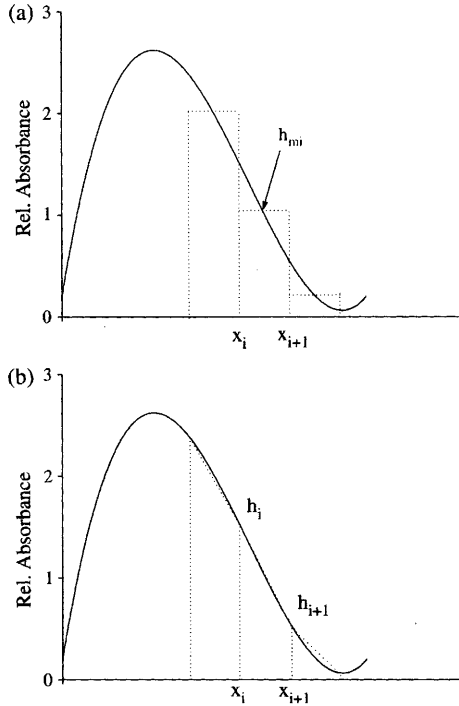 (a)
3
2
1
0
Rel. Absorbance
h_mi
x_i
x_i+1
(b)
3
2
1
0
Rel. Absorbance
h_i
h_i+1
x_i
x_i+1